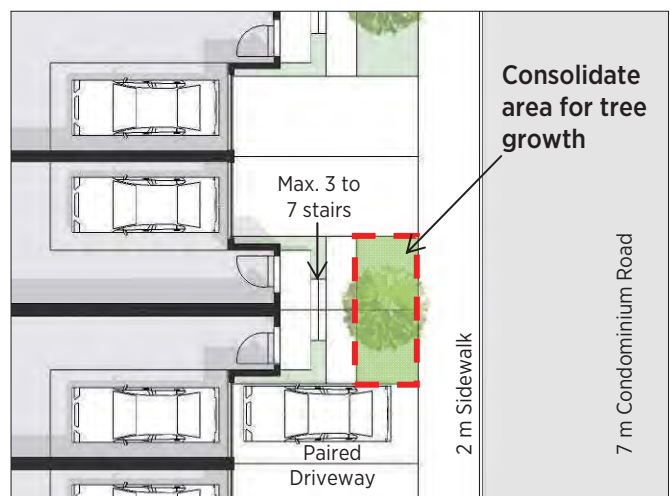 Consolidate
area for tree
growth
Max. 3 to
7 stairs
Paired
Driveway
2 m Sidewalk
7 m Condominium Road